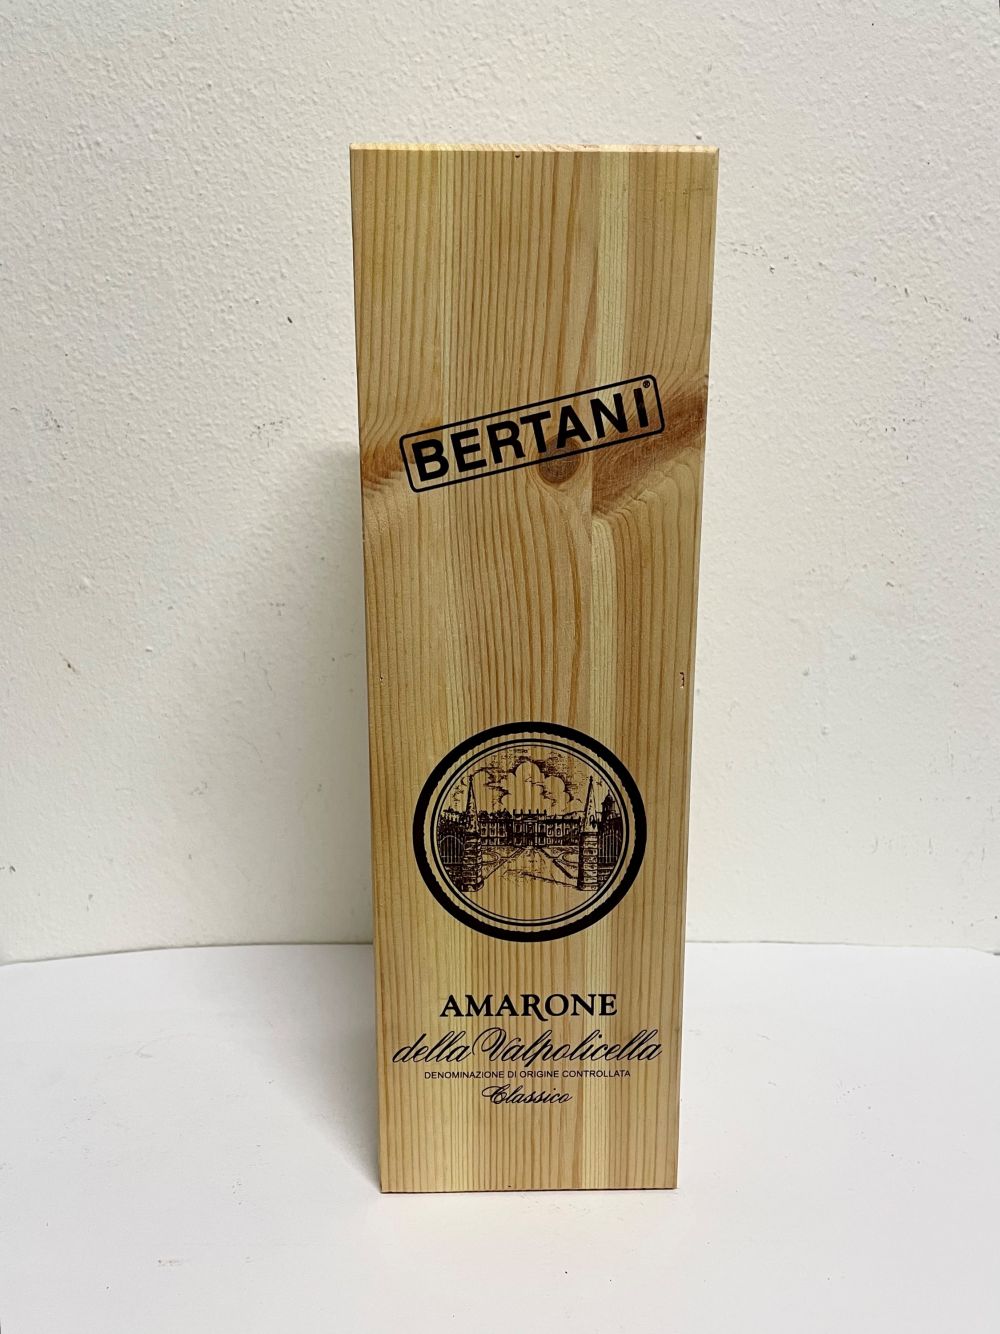 BERTANI®
AMARONE
della Valpolicella
DENOMINAZIONE DI ORIGINE CONTROLLATA
Classico